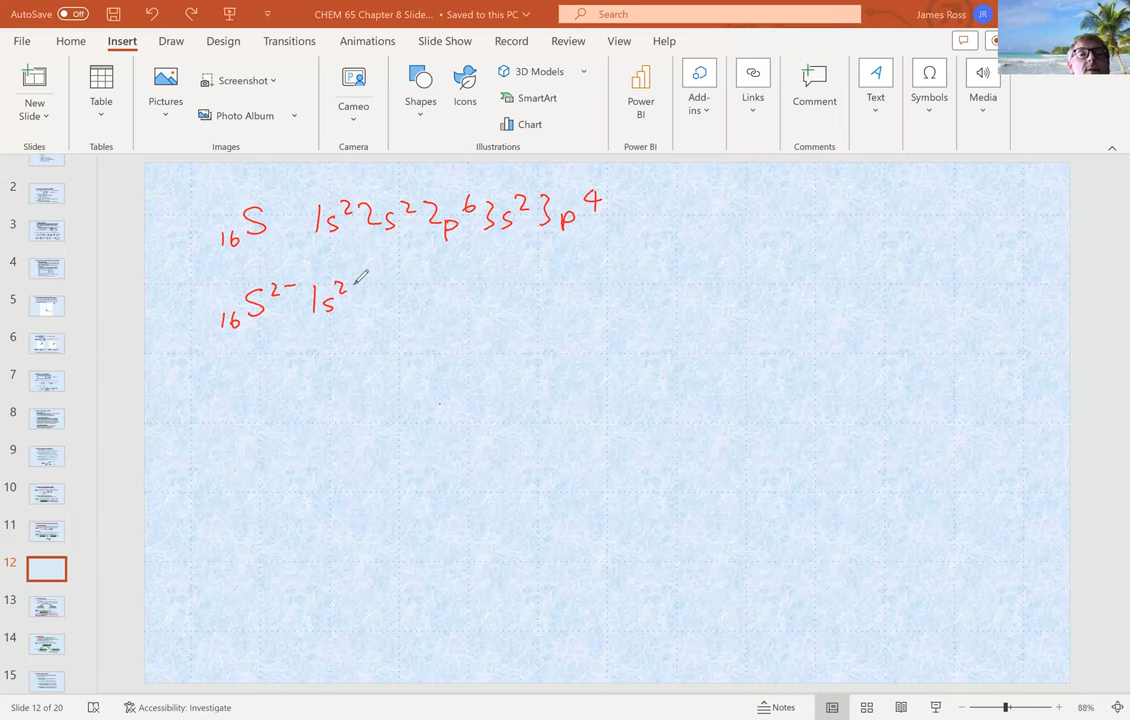 AutoSave Off CHEM 65 Chapter 8 Slide... • Saved to this PC Search James Ross JR
File Home Insert Draw Design Transitions Animations Slide Show Record Review View Help
New Slide Table Pictures Screenshot Photo Album Cameo Shapes Icons 3D Models SmartArt Chart Power BI Add-ins Links Comment Text Symbols Media
Slides Tables Images Camera Illustrations Power BI Comments
₁₆S 1s²2s²2p⁶3s²3p⁴
₁₆S²⁻ 1s²
2
3
4
5
6
7
8
9
10
11
12
13
14
15
Slide 12 of 20 Accessibility: Investigate Notes 88%